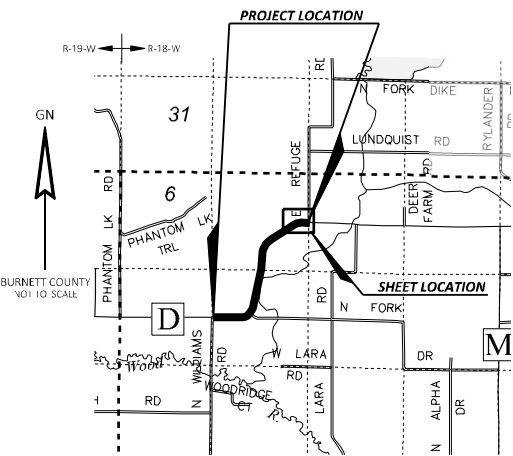 PROJECT LOCATION
R-19-W
R-18-W
RD
N FORK DIKE
31
GN
RYLANDER
RD
LUNDQUIST RD
REFUGE
E
RD
DEER
FARM
6
PHANTOM LK
TRL
PHANTOM LK RD
BURNETT COUNTY
NOT TO SCALE
SHEET LOCATION
RD
N FORK
D
M
N WILLIAMS RD
W LARA
RD
DR
Wood
WOODRIDGE
CT
R.
H RD
LARA
N ALPHA
DR